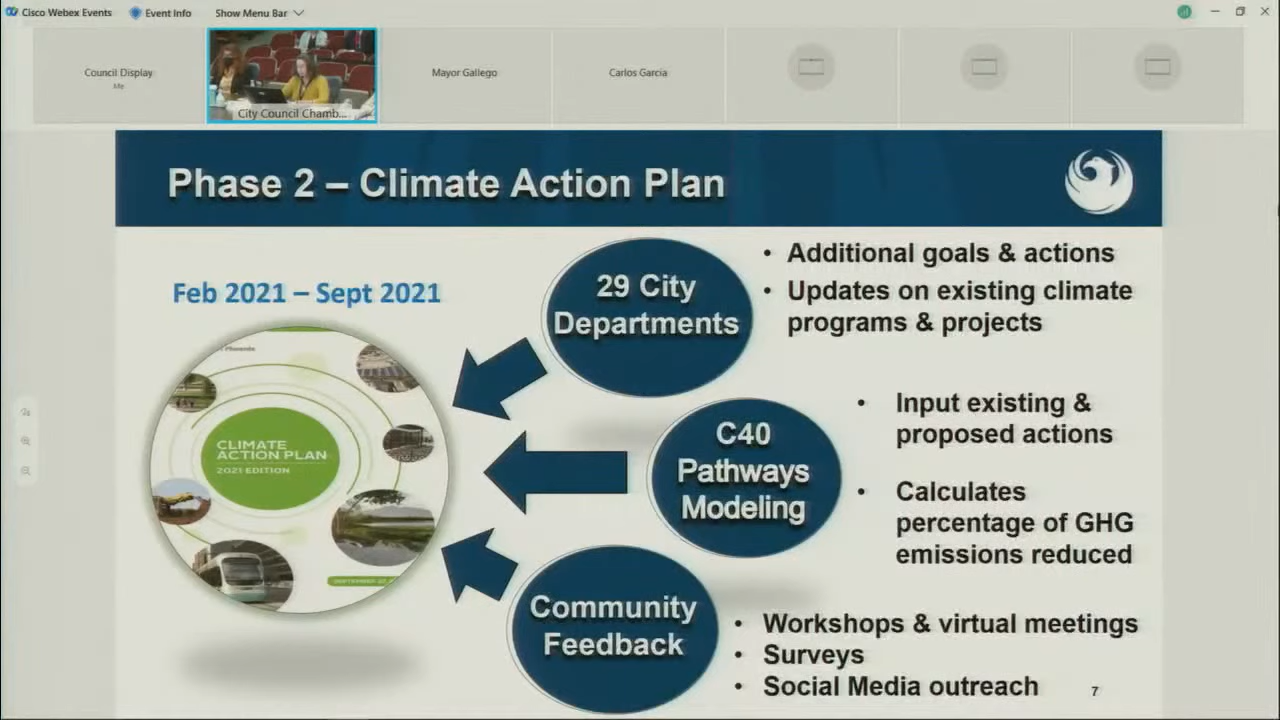 Cisco Webex Events
Event Info
Show Menu Bar
Council Display
Me
City Council Chamb...
Mayor Gallego
Carlos Garcia
Phase 2 – Climate Action Plan
Feb 2021 – Sept 2021
29 City
Departments
• Additional goals & actions
• Updates on existing climate
programs & projects
CLIMATE
ACTION PLAN
2021 EDITION
C40
Pathways
Modeling
• Input existing &
proposed actions
• Calculates
percentage of GHG
emissions reduced
Community
Feedback
• Workshops & virtual meetings
• Surveys
• Social Media outreach
7